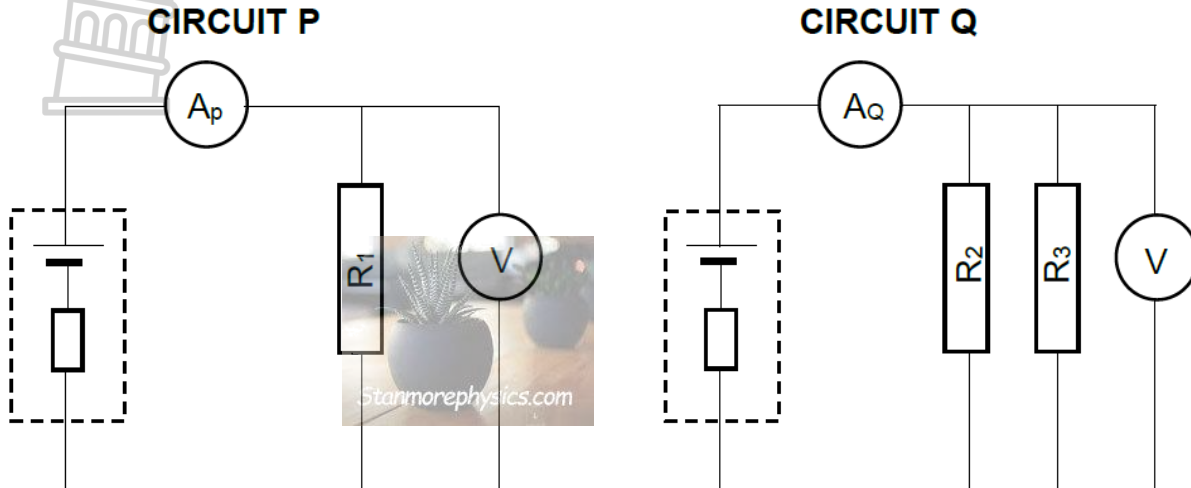 CIRCUIT P
CIRCUIT Q
Ap
AQ
R1
V
R2
R3
V
Stanmorephysics.com